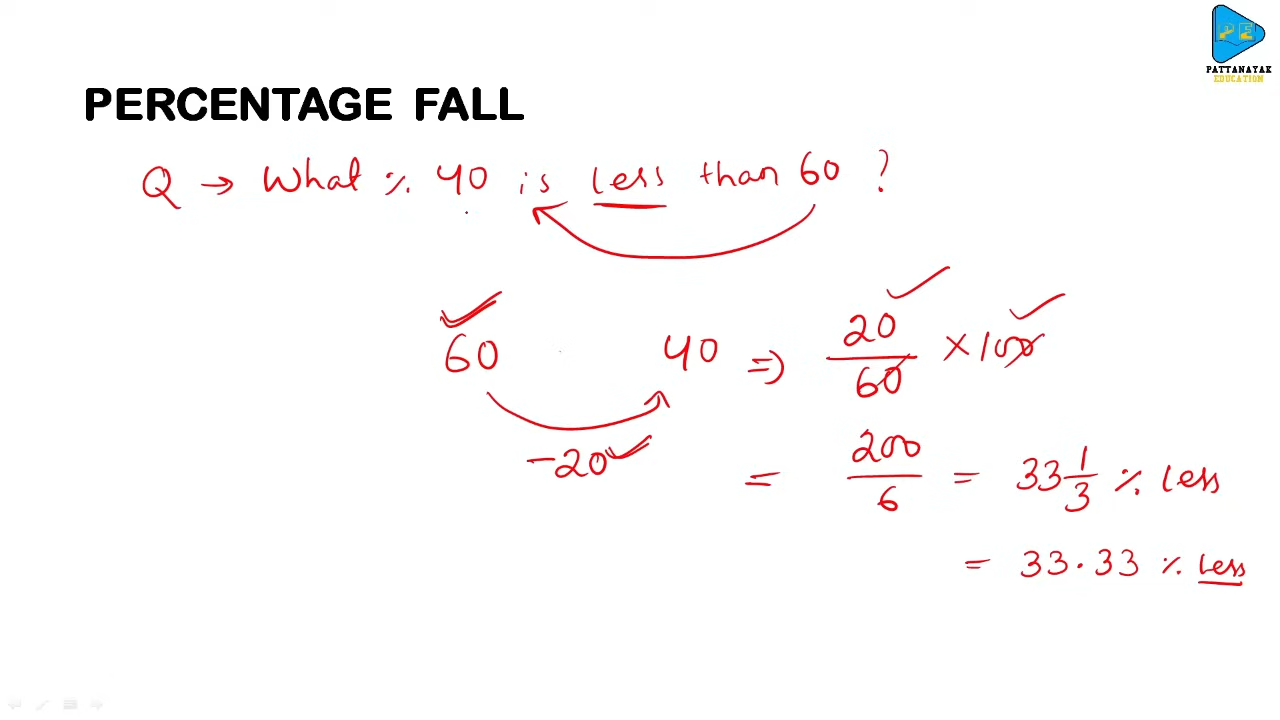 PE
PATTANAYAK
EDUCATION
PERCENTAGE FALL
Q → What % 40 is less than 60 ?
60 40 ⇒ 20/60 × 100
-20
= 200/6 = 33 1/3 % Less
= 33.33 % Less